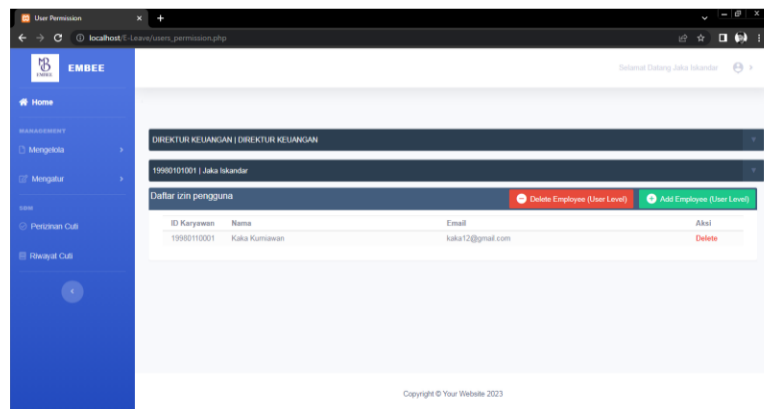 User Permission
localhost/E-Leave/users_permission.php
EMBEE
EMBEE
Selamat Datang Jaka Iskandar
Home
MANAGEMENT
Mengelola
Mengatur
DIREKTUR KEUANGAN | DIREKTUR KEUANGAN
19980101001 | Jaka Iskandar
Daftar izin pengguna
Delete Employee (User Level)
Add Employee (User Level)
ID Karyawan Nama Email Aksi
19980110001 Kaka Kurniawan kaka12@gmail.com Delete
Perizinan Cuti
Riwayat Cuti
Copyright © Your Website 2023